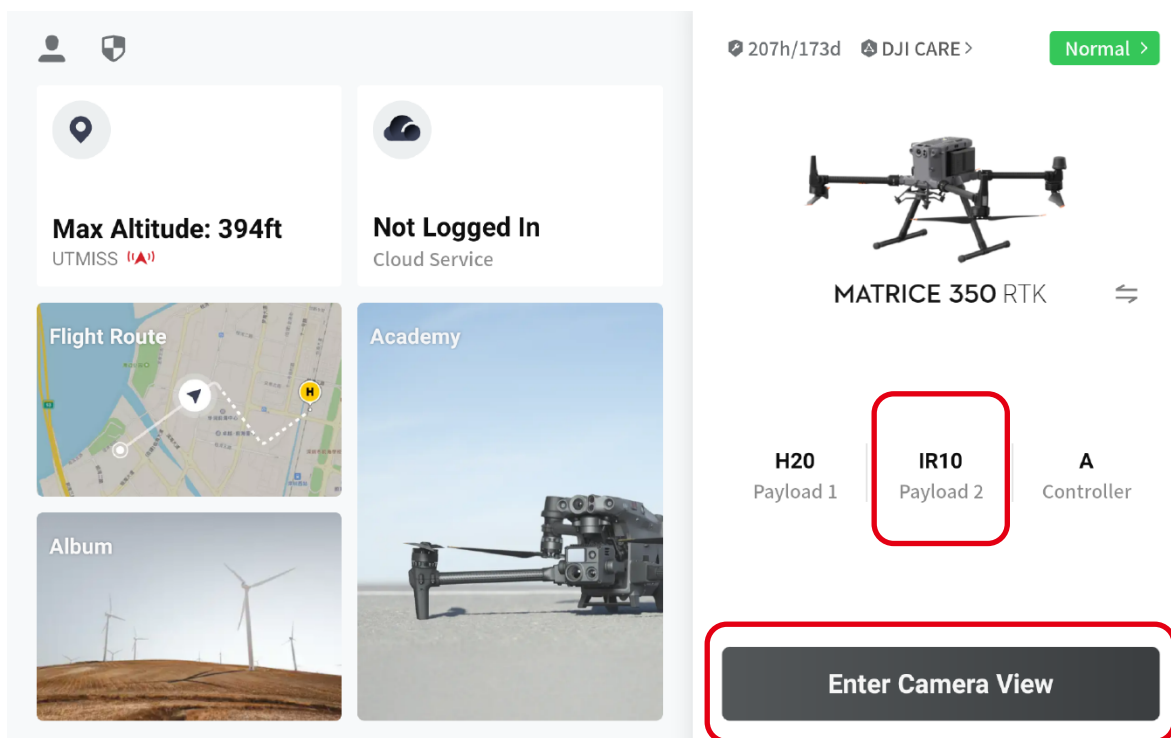 207h/173d DJI CARE > Normal >
Max Altitude: 394ft
UTMISS
Not Logged In
Cloud Service
MATRICE 350 RTK
Flight Route
H
Academy
H20
Payload 1
IR10
Payload 2
A
Controller
Album
Enter Camera View